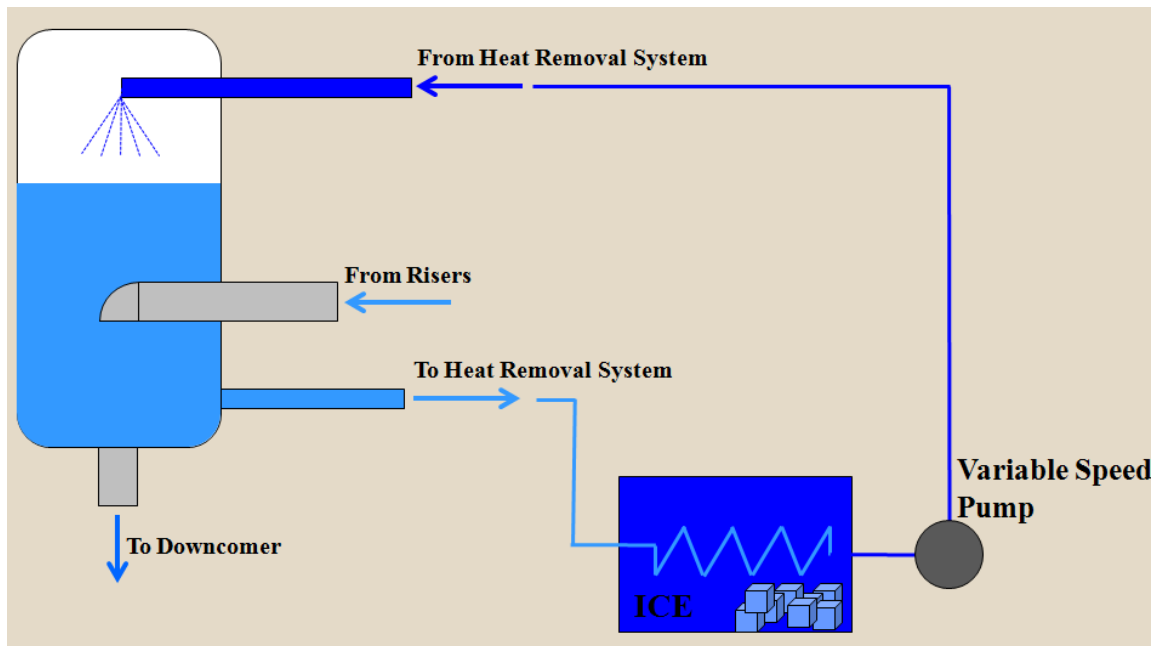 From Heat Removal System
From Risers
To Heat Removal System
Variable Speed
Pump
To Downcomer
ICE